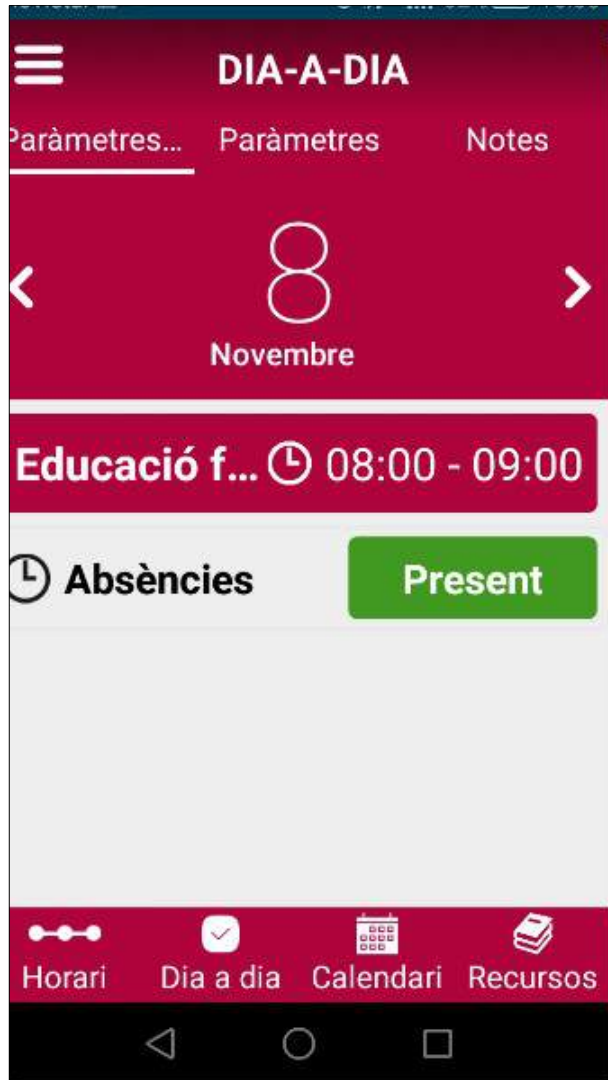 DIA-A-DIA
Paràmetres... Paràmetres Notes
8
Novembre
Educació f... 08:00 - 09:00
Absències Present
Horari Dia a dia Calendari Recursos